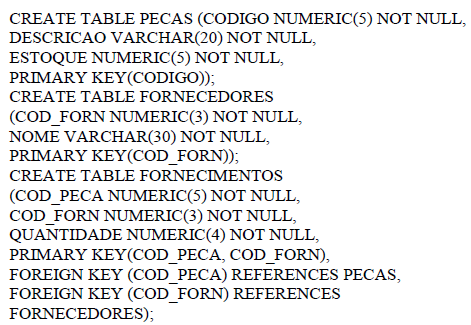 CREATE TABLE PECAS (CODIGO NUMERIC(5) NOT NULL,
DESCRICAO VARCHAR(20) NOT NULL,
ESTOQUE NUMERIC(5) NOT NULL,
PRIMARY KEY(CODIGO));
CREATE TABLE FORNECEDORES
(COD_FORN NUMERIC(3) NOT NULL,
NOME VARCHAR(30) NOT NULL,
PRIMARY KEY(COD_FORN));
CREATE TABLE FORNECIMENTOS
(COD_PECA NUMERIC(5) NOT NULL,
COD_FORN NUMERIC(3) NOT NULL,
QUANTIDADE NUMERIC(4) NOT NULL,
PRIMARY KEY(COD_PECA, COD_FORN),
FOREIGN KEY (COD_PECA) REFERENCES PECAS,
FOREIGN KEY (COD_FORN) REFERENCES
FORNECEDORES);